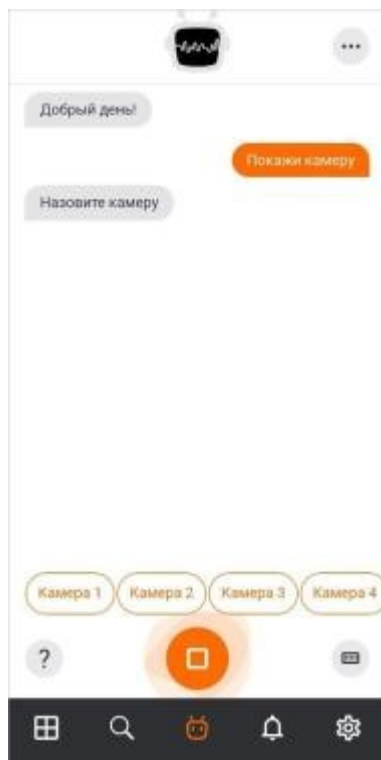 Добрый день!
Покажи камеру
Назовите камеру
Камера 1
Камера 2
Камера 3
Камера 4
?